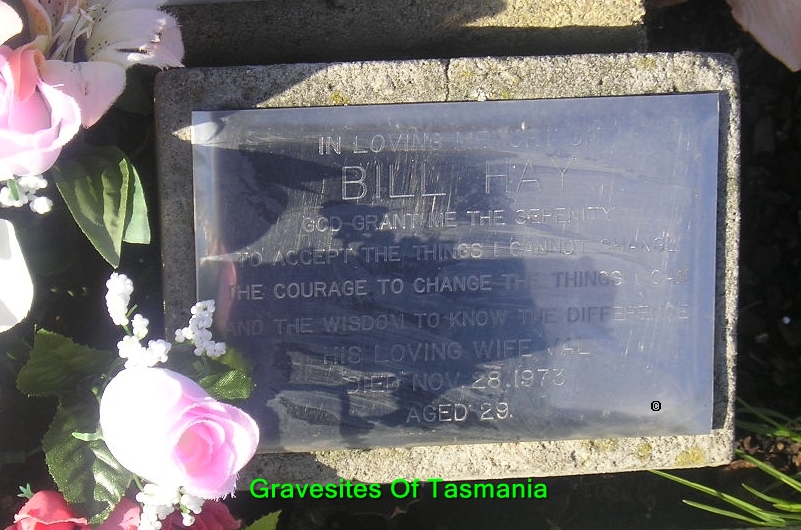 IN LOVING MEMORY OF
BILL HAY
GOD GRANT ME THE SERENITY
TO ACCEPT THE THINGS I CANNOT CHANGE
THE COURAGE TO CHANGE THE THINGS I CAN
AND THE WISDOM TO KNOW THE DIFFERENCE
HIS LOVING WIFE VAL
DIED NOV. 28.1973
AGED 29.
©
Gravesites Of Tasmania